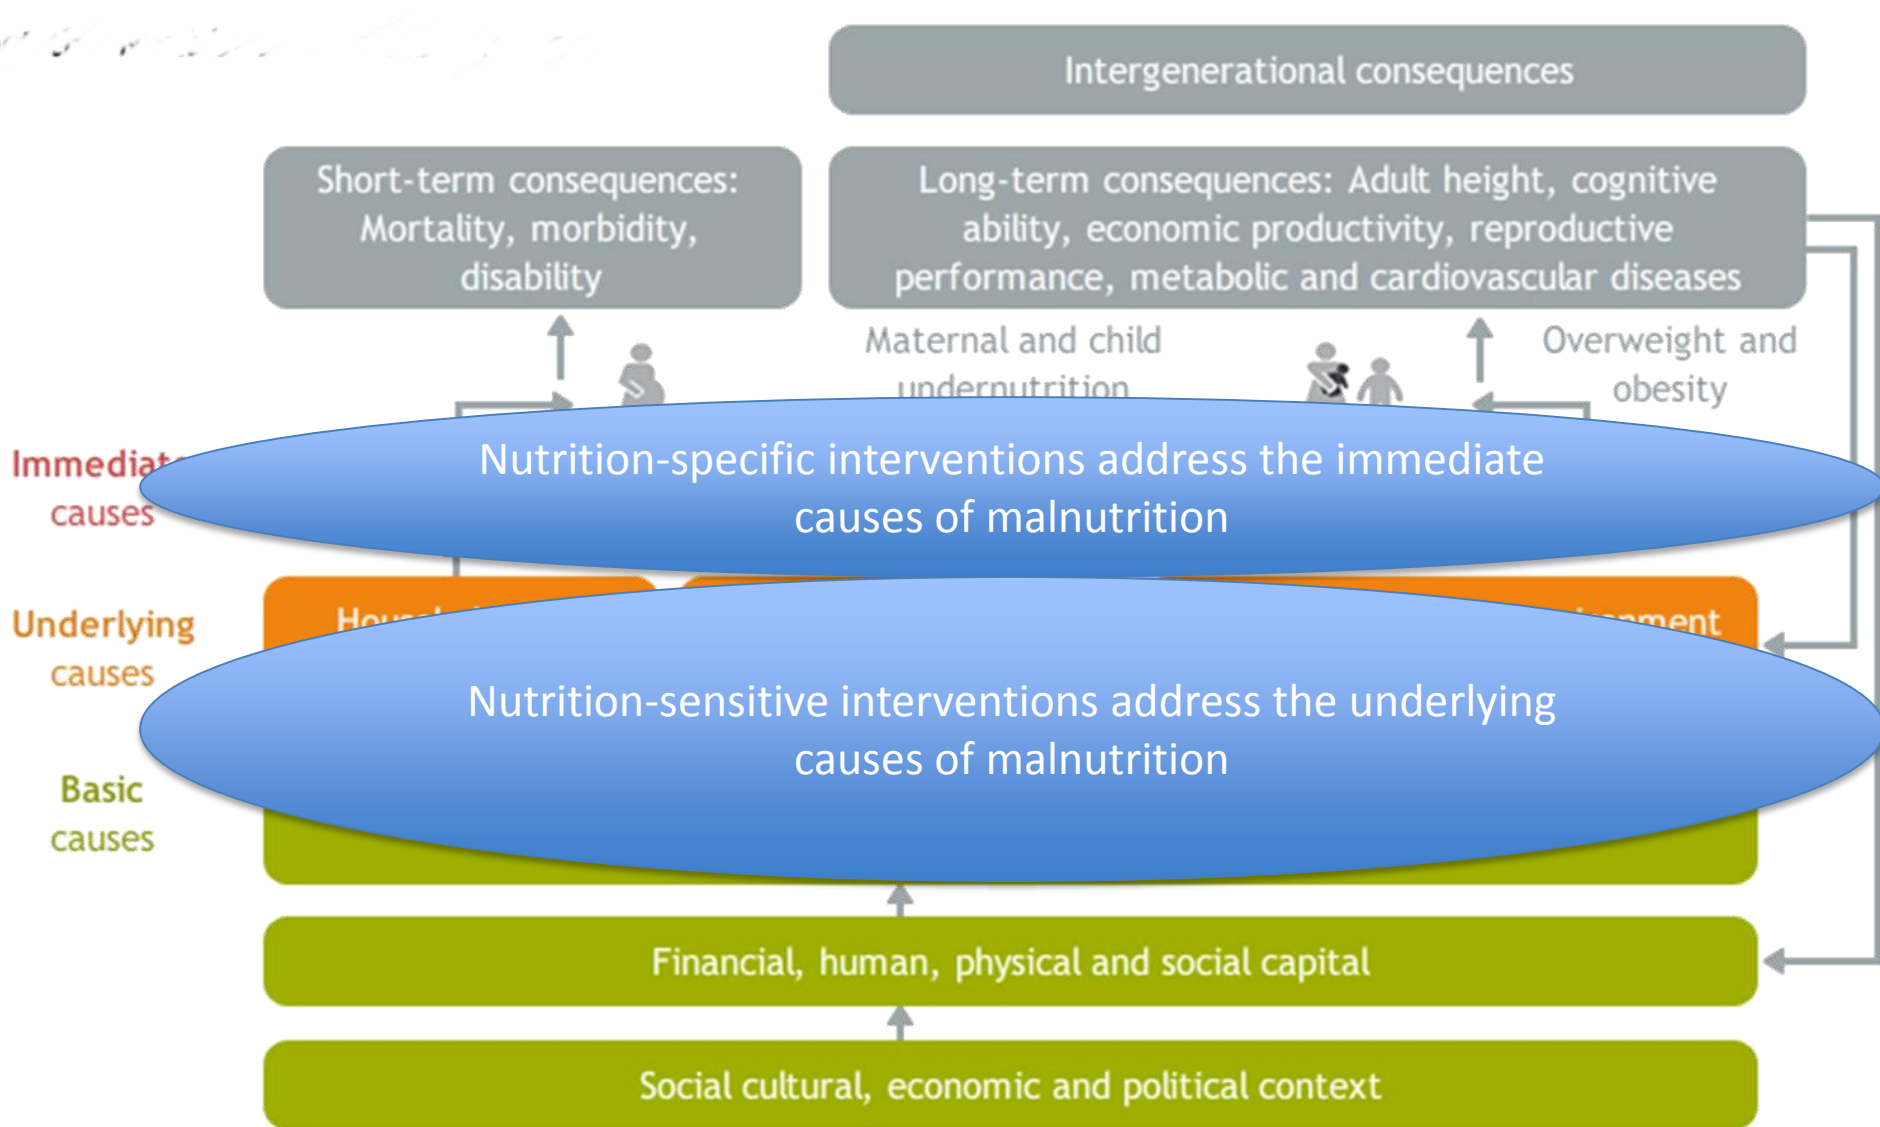 Intergenerational consequences
Short-term consequences:
Mortality, morbidity,
disability
Long-term consequences: Adult height, cognitive
ability, economic productivity, reproductive
performance, metabolic and cardiovascular diseases
Maternal and child
undernutrition
Overweight and
obesity
Immediate
causes
Nutrition-specific interventions address the immediate
causes of malnutrition
Underlying
causes
Nutrition-sensitive interventions address the underlying
causes of malnutrition
Basic
causes
Financial, human, physical and social capital
Social cultural, economic and political context